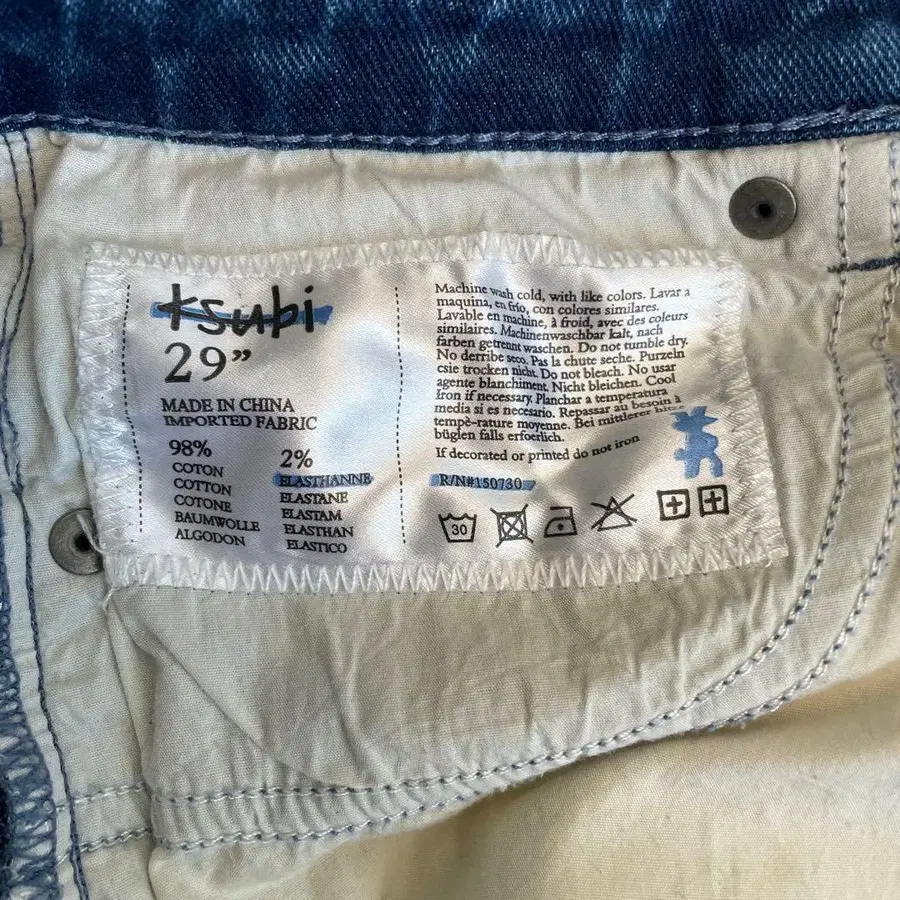 tsubi
29”
MADE IN CHINA
IMPORTED FABRIC
98%
COTON
COTTON
COTONE
BAUMWOLLE
ALGODON
2%
ELASTHANNE
ELASTANE
ELASTAM
ELASTHAN
ELASTICO
Machine wash cold, with like colors. Lavar a
maquina, en frio, con colores similares.
Lavable en machine, à froid, avec des coleurs
similaires. Machinenwaschbar kalt, nach
farben getrennt waschen. Do not tumble dry.
No derribe seco. Pas la chute seche. Purzeln
csie trocken nicht. Do not bleach. No usar
agente blanchiment. Nicht bleichen. Cool
iron if necessary. Planchar a temperatura
media si es necesario. Repassar au besoin à
tempé-rature moyenne. Bei mittlerer
büglen falls erfoerlich.
If decorated or printed do not iron
R/N#150730
30